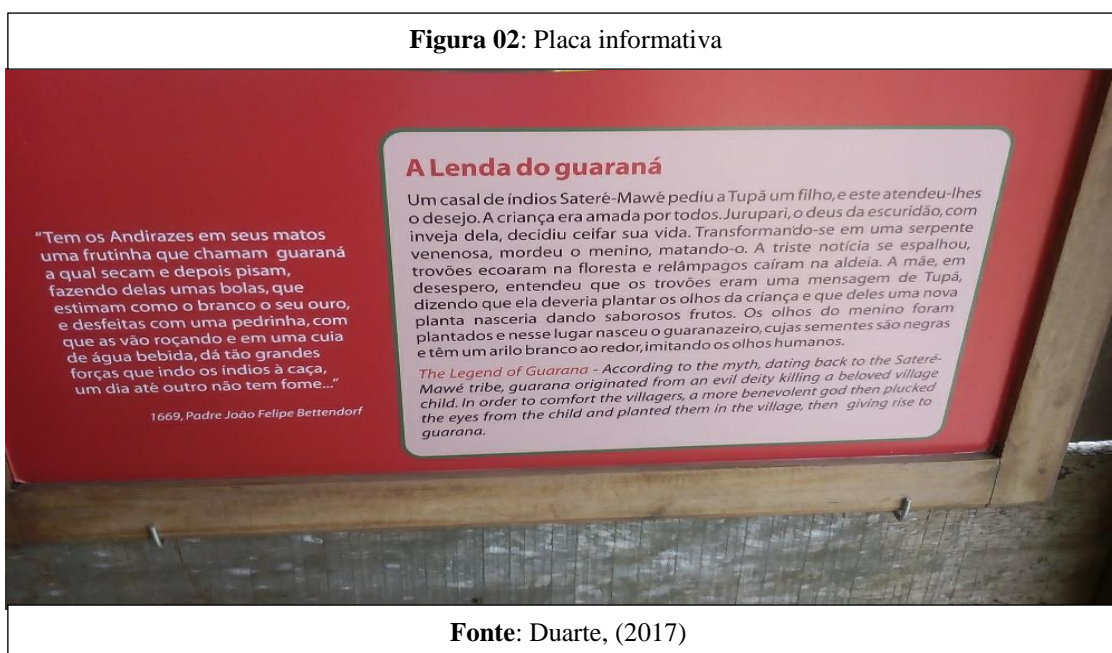 Figura 02: Placa informativa
"Tem os Andirazes em seus matos
uma frutinha que chamam guaraná
a qual secam e depois pisam,
fazendo delas umas bolas, que
estimam como o branco o seu ouro,
e desfeitas com uma pedrinha, com
que as vão roçando e em uma cuia
de água bebida, dá tão grandes
forças que indo os índios à caça,
um dia até outro não tem fome..."
1669, Padre João Felipe Bettendorf
A Lenda do guaraná
Um casal de índios Sateré-Mawé pediu a Tupã um filho, e este atendeu-lhes
o desejo. A criança era amada por todos. Jurupari, o deus da escuridão, com
inveja dela, decidiu ceifar sua vida. Transformando-se em uma serpente
venenosa, mordeu o menino, matando-o. A triste notícia se espalhou,
trovões ecoaram na floresta e relâmpagos caíram na aldeia. A mãe, em
desespero, entendeu que os trovões eram uma mensagem de Tupã,
dizendo que ela deveria plantar os olhos da criança e que deles uma nova
planta nasceria dando saborosos frutos. Os olhos do menino foram
plantados e nesse lugar nasceu o guaranazeiro, cujas sementes são negras
e têm um arilo branco ao redor, imitando os olhos humanos.
The Legend of Guarana - According to the myth, dating back to the Sateré-
Mawé tribe, guarana originated from an evil deity killing a beloved village
child. In order to comfort the villagers, a more benevolent god then plucked
the eyes from the child and planted them in the village, then giving rise to
guarana.
Fonte: Duarte, (2017)